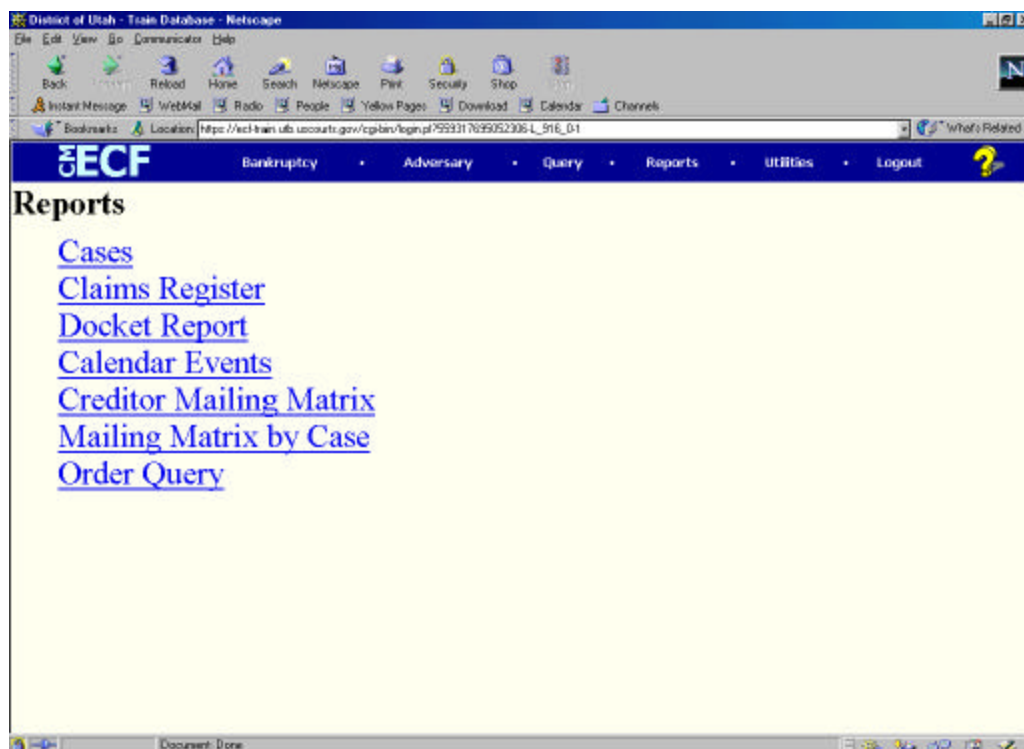 District of Utah - Train Database - Netscape
File Edit View Go Communicator Help
Back Reload Home Search Netscape Print Security Shop
Instant Message WebMail Radio People Yellow Pages Download Calendar Channels
Bookmarks Location: What's Related
CM ECF Bankruptcy • Adversary • Query • Reports • Utilities • Logout ?
Reports
Cases
Claims Register
Docket Report
Calendar Events
Creditor Mailing Matrix
Mailing Matrix by Case
Order Query
Document: Done